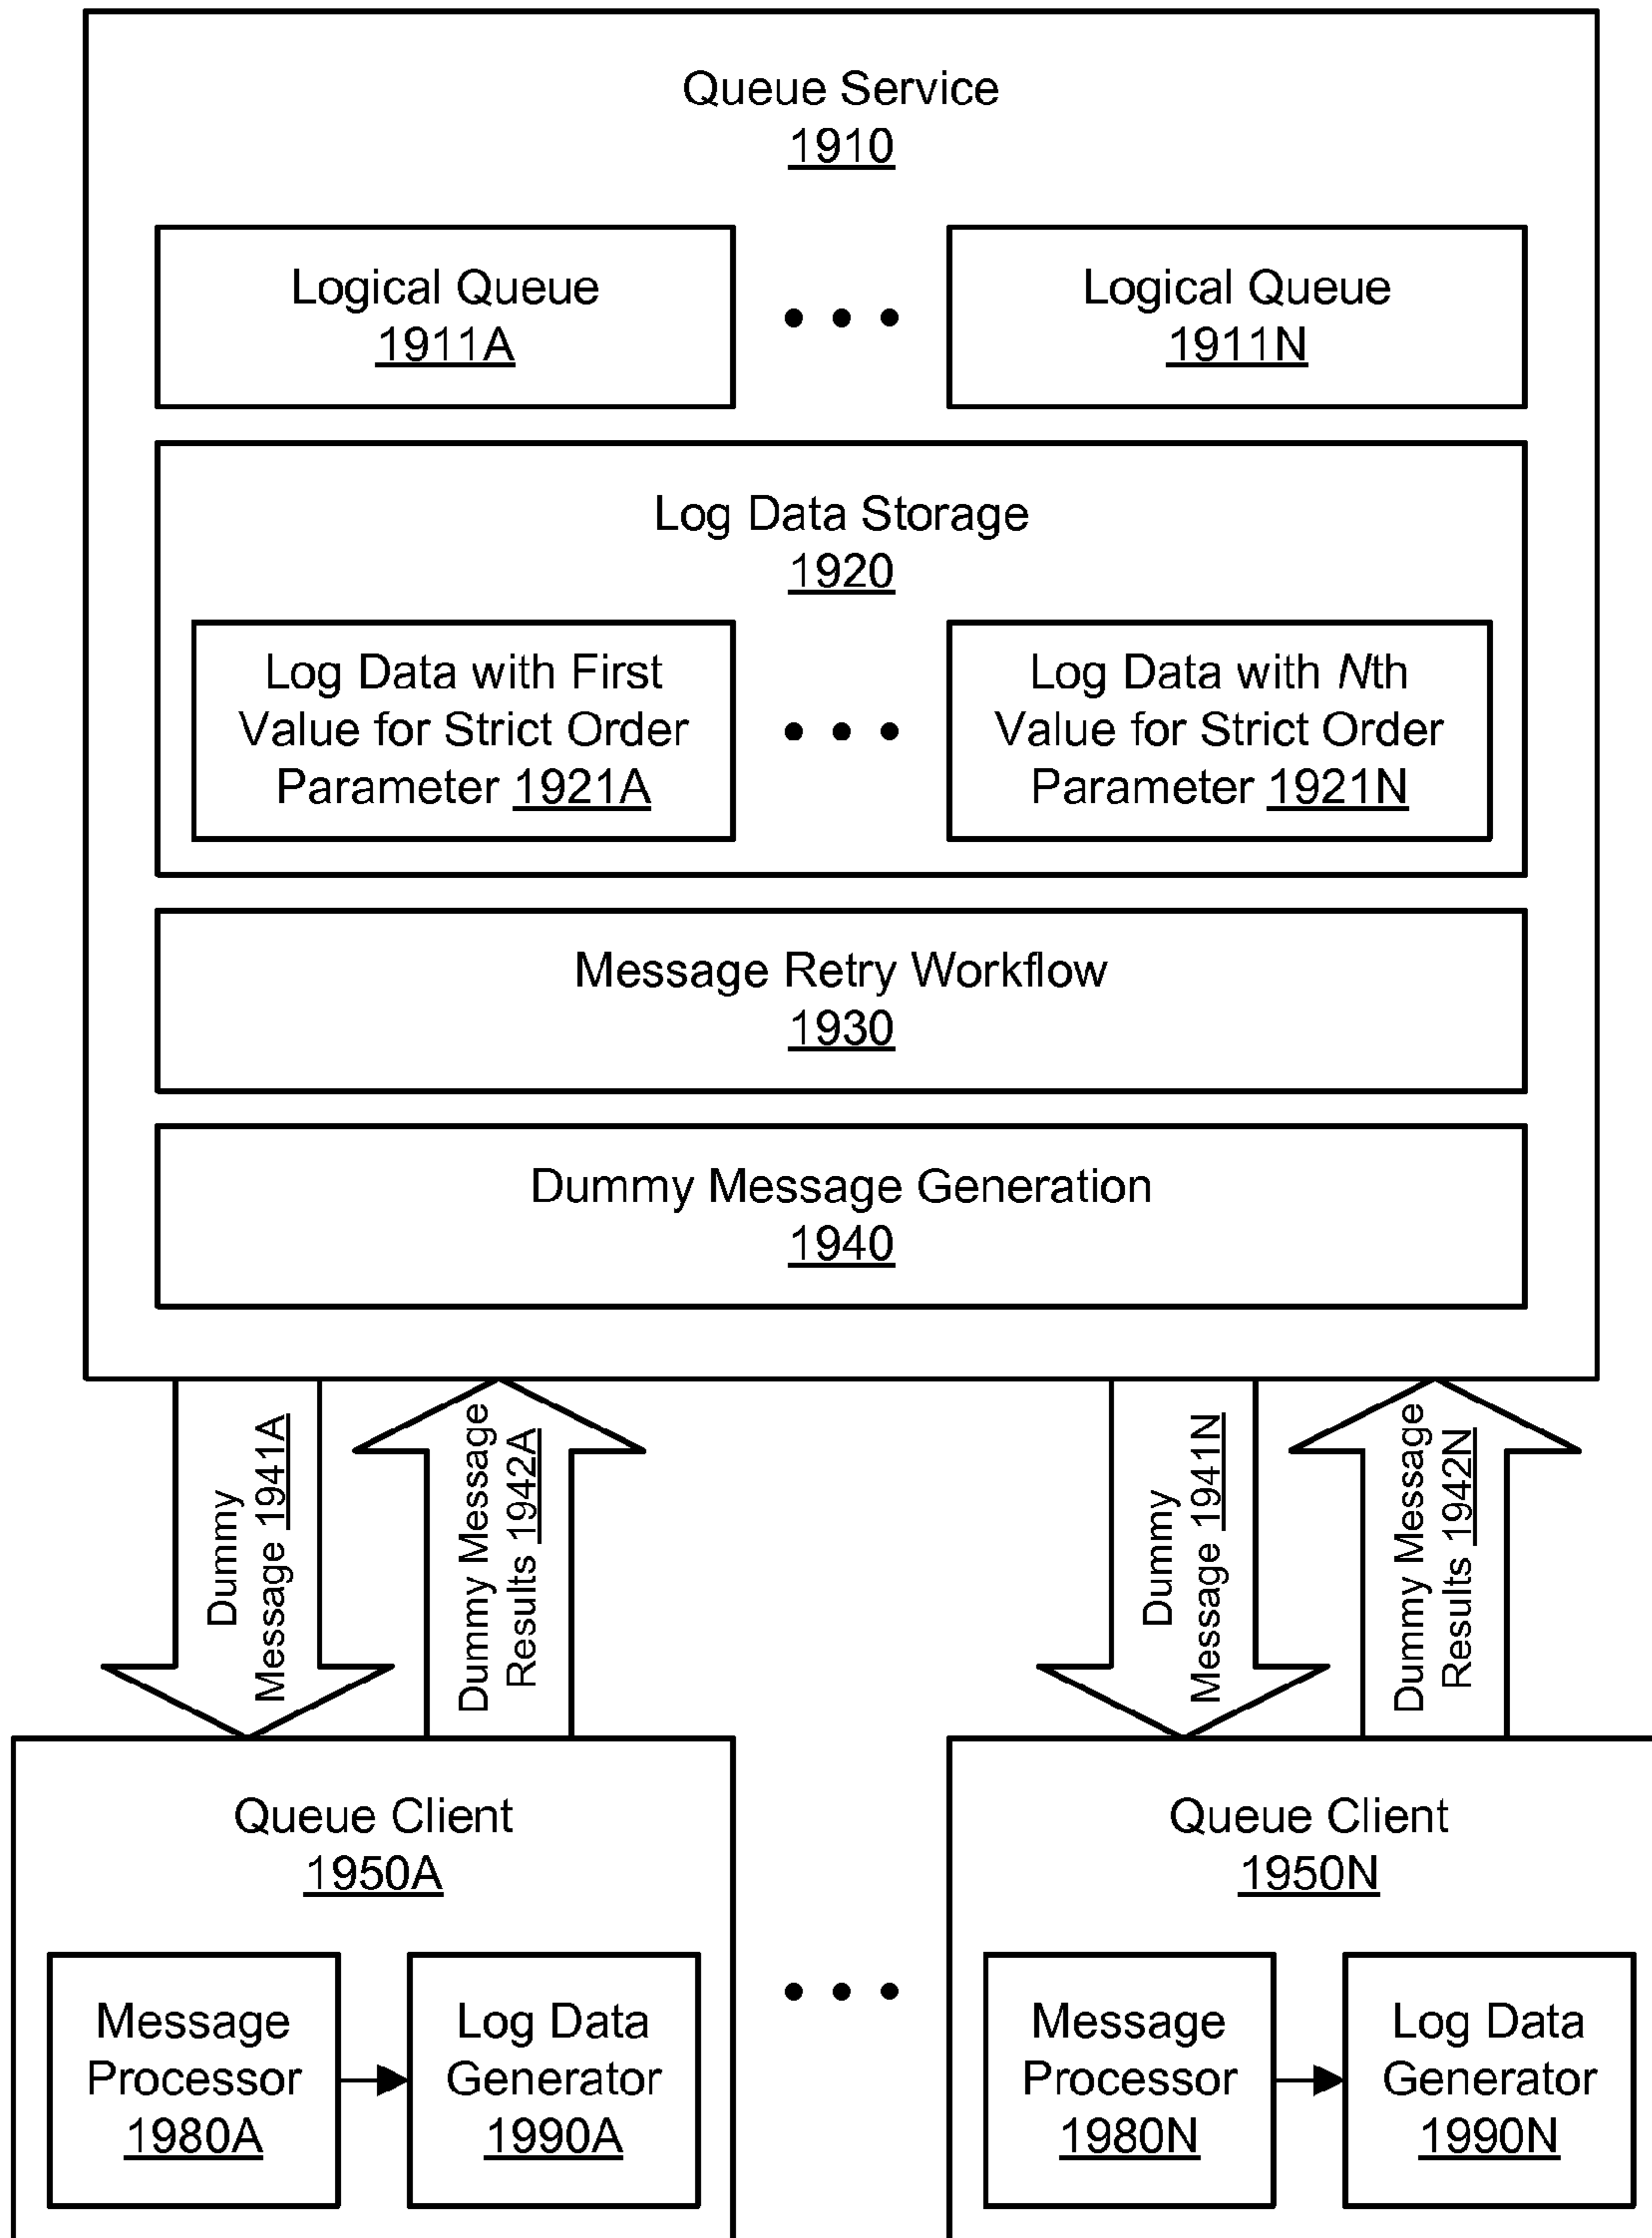 Queue Service
1910
Logical Queue
1911A
Logical Queue
1911N
Log Data Storage
1920
Log Data with First
Value for Strict Order
Parameter 1921A
Log Data with Nth
Value for Strict Order
Parameter 1921N
Message Retry Workflow
1930
Dummy Message Generation
1940
Dummy
Message 1941A
Dummy Message
Results 1942A
Dummy
Message 1941N
Dummy Message
Results 1942N
Queue Client
1950A
Message
Processor
1980A
Log Data
Generator
1990A
Queue Client
1950N
Message
Processor
1980N
Log Data
Generator
1990N